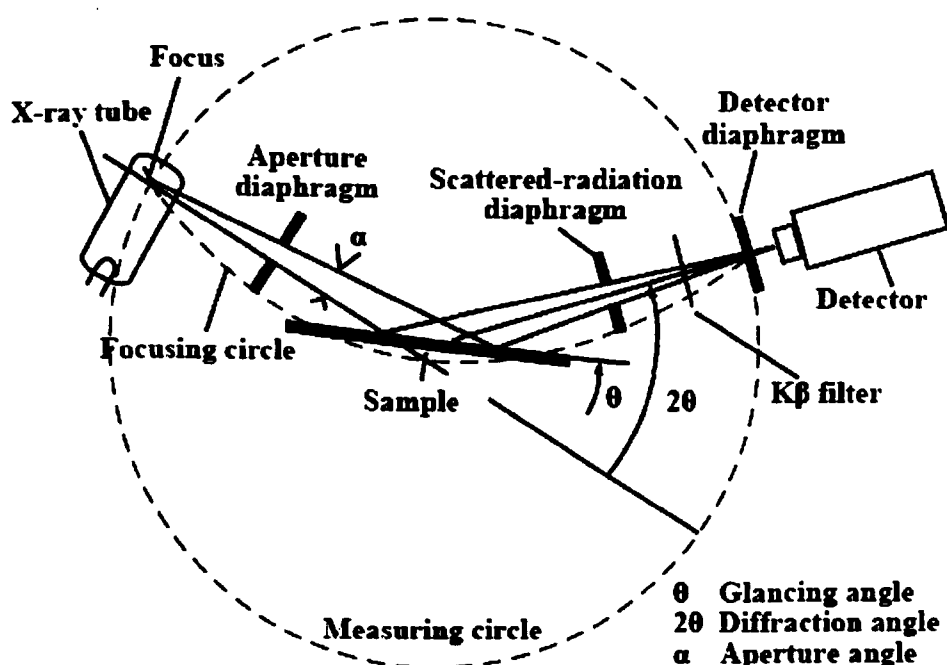 Focus
X-ray tube
Aperture
diaphragm
α
Scattered-radiation
diaphragm
Detector
diaphragm
Detector
Focusing circle
Sample
θ
2θ
Kβ filter
Measuring circle
θ Glancing angle
2θ Diffraction angle
α Aperture angle